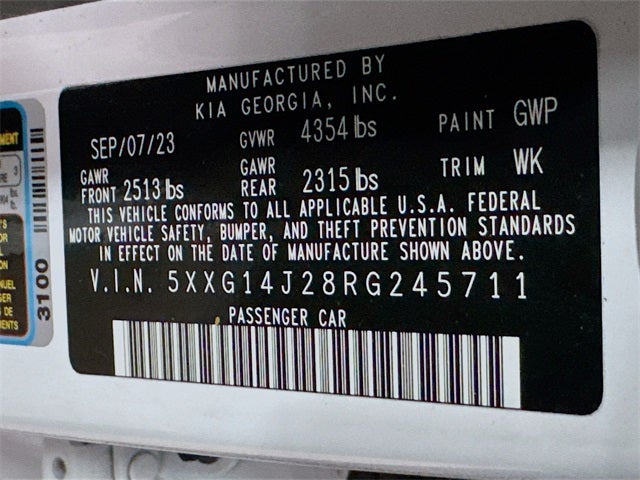 MANUFACTURED BY
KIA GEORGIA, INC.
SEP/07/23 GVWR 4354 lbs PAINT GWP
GAWR FRONT 2513 lbs GAWR REAR 2315 lbs TRIM WK
THIS VEHICLE CONFORMS TO ALL APPLICABLE U.S.A. FEDERAL
MOTOR VEHICLE SAFETY, BUMPER, AND THEFT PREVENTION STANDARDS
IN EFFECT ON THE DATE OF MANUFACTURE SHOWN ABOVE.
V.I.N. 5XXG14J28RG245711
PASSENGER CAR
3100